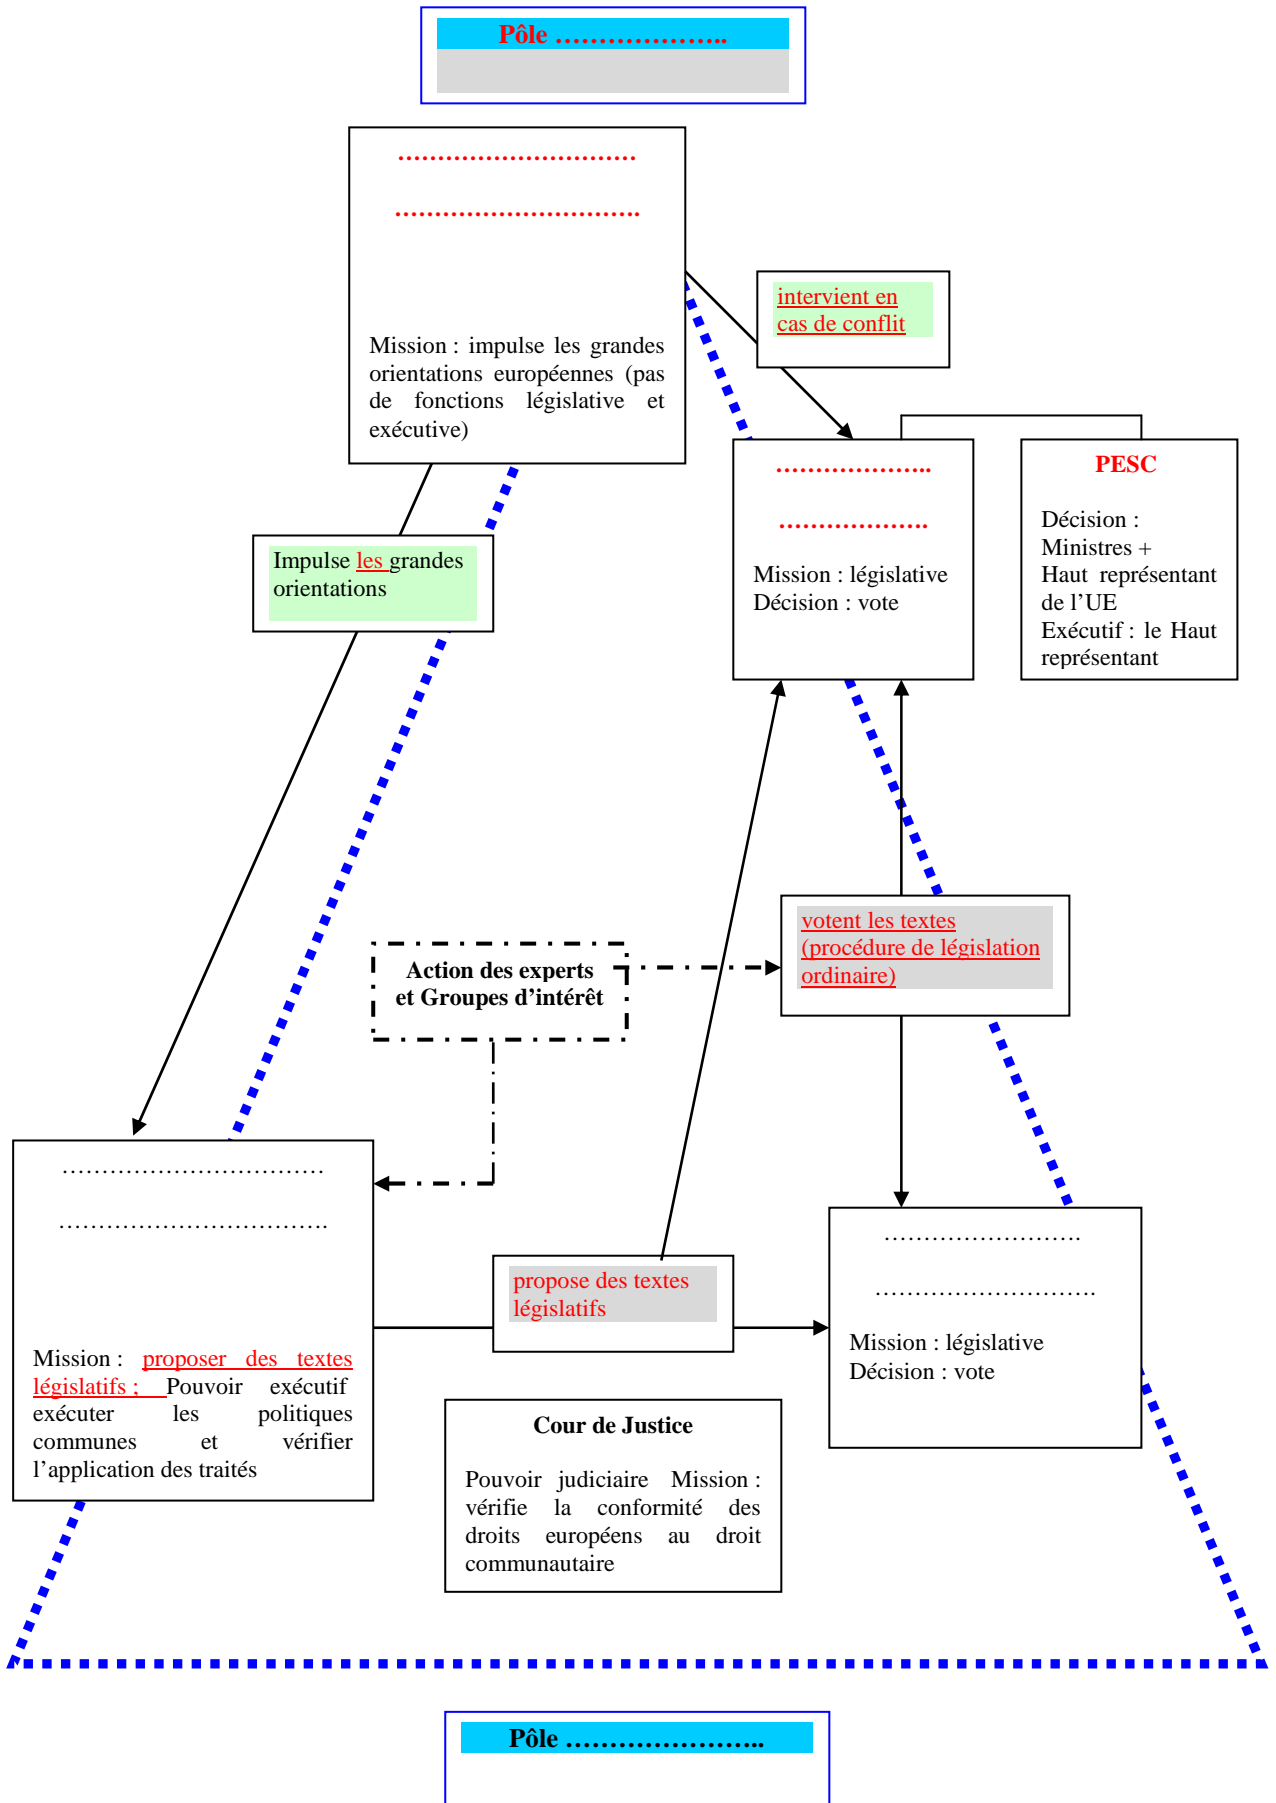 Pôle …………………..
…………………………
………………………….
Mission : impulse les grandes
orientations européennes (pas
de fonctions législative et
exécutive)
intervient en
cas de conflit
………………..
……………….
Mission : législative
Décision : vote
PESC
Décision :
Ministres +
Haut représentant
de l’UE
Exécutif : le Haut
représentant
Impulse les grandes
orientations
votent les textes
(procédure de législation
ordinaire)
Action des experts
et Groupes d’intérêt
……………………………
…………………………….
Mission : proposer des textes
législatifs ; Pouvoir exécutif
exécuter les politiques
communes et vérifier
l’application des traités
propose des textes
législatifs
…………………….
……………………….
Mission : législative
Décision : vote
Cour de Justice
Pouvoir judiciaire Mission :
vérifie la conformité des
droits européens au droit
communautaire
Pôle …………………..